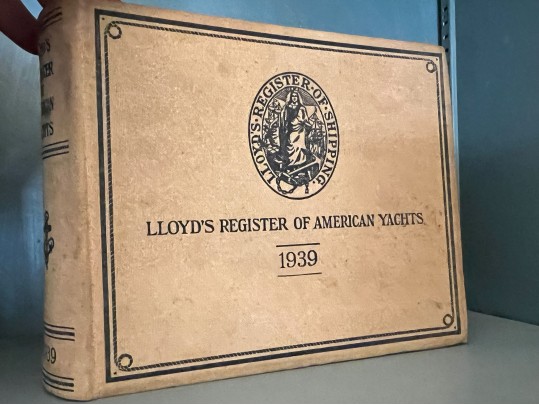 LLOYD'S·REGISTER·OF·SHIPPING·
LLOYD'S REGISTER OF AMERICAN YACHTS
1939